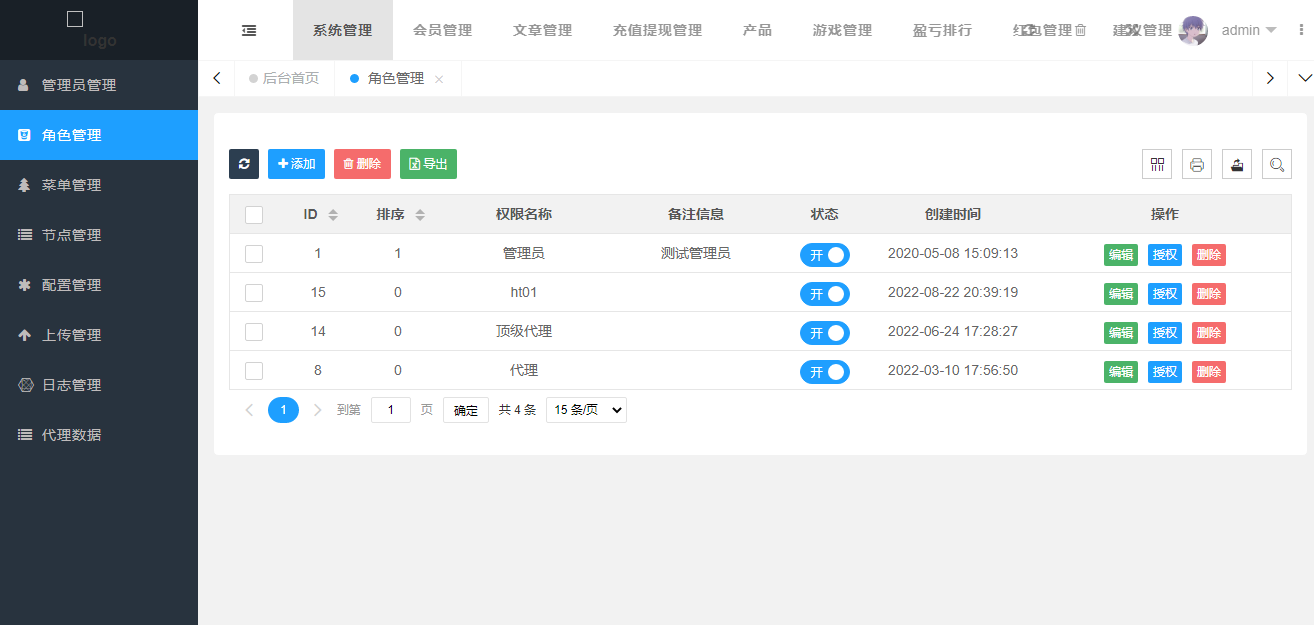 logo
系统管理 会员管理 文章管理 充值提现管理 产品 游戏管理 盈亏排行 红包管理 建议管理 admin
后台首页 角色管理
管理员管理
角色管理
菜单管理
节点管理
配置管理
上传管理
日志管理
代理数据
添加 删除 导出
ID 排序 权限名称 备注信息 状态 创建时间 操作
1 1 管理员 测试管理员 开 2020-05-08 15:09:13 编辑 授权 删除
15 0 ht01 开 2022-08-22 20:39:19 编辑 授权 删除
14 0 顶级代理 开 2022-06-24 17:28:27 编辑 授权 删除
8 0 代理 开 2022-03-10 17:56:50 编辑 授权 删除
1 到第 1 页 确定 共 4 条 15 条/页